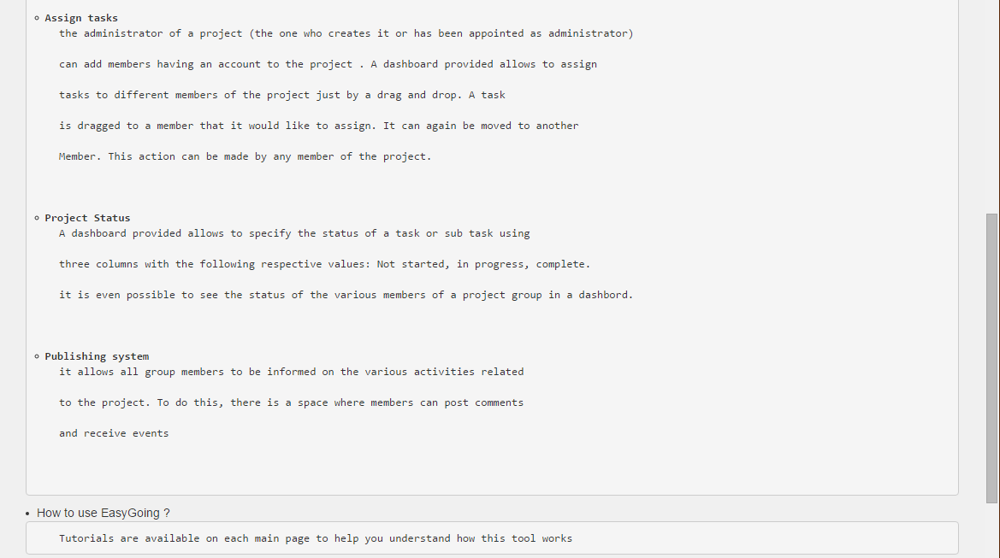 Assign tasks
the administrator of a project (the one who creates it or has been appointed as administrator)
can add members having an account to the project . A dashboard provided allows to assign
tasks to different members of the project just by a drag and drop. A task
is dragged to a member that it would like to assign. It can again be moved to another
Member. This action can be made by any member of the project.
Project Status
A dashboard provided allows to specify the status of a task or sub task using
three columns with the following respective values: Not started, in progress, complete.
it is even possible to see the status of the various members of a project group in a dashbord.
Publishing system
it allows all group members to be informed on the various activities related
to the project. To do this, there is a space where members can post comments
and receive events
How to use EasyGoing ?
Tutorials are available on each main page to help you understand how this tool works